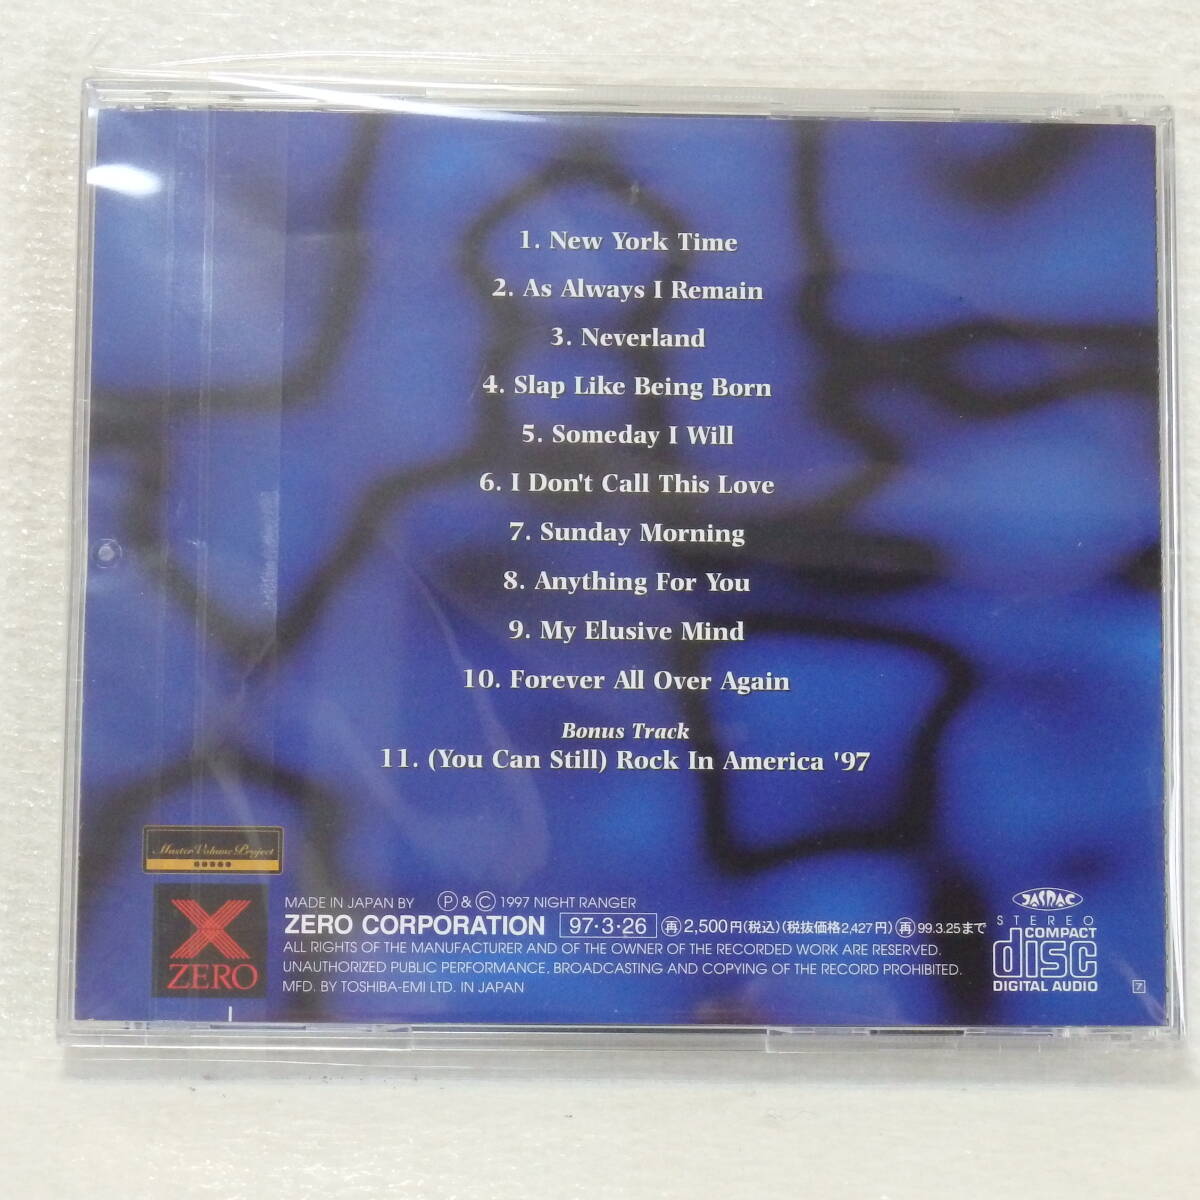 1. New York Time
2. As Always I Remain
3. Neverland
4. Slap Like Being Born
5. Someday I Will
6. I Don't Call This Love
7. Sunday Morning
8. Anything For You
9. My Elusive Mind
10. Forever All Over Again
Bonus Track
11. (You Can Still) Rock In America '97
Master Volume Project
ZERO
MADE IN JAPAN BY Ⓟ & Ⓒ 1997 NIGHT RANGER
ZERO CORPORATION 97・3・26 ㊢2,500円(税込)(税抜価格2,427円) ㊢99.3.25まで
ALL RIGHTS OF THE MANUFACTURER AND OF THE OWNER OF THE RECORDED WORK ARE RESERVED.
UNAUTHORIZED PUBLIC PERFORMANCE, BROADCASTING AND COPYING OF THE RECORD PROHIBITED.
MFD. BY TOSHIBA-EMI LTD. IN JAPAN
JASRAC
STEREO
COMPACT
disc
DIGITAL AUDIO
7